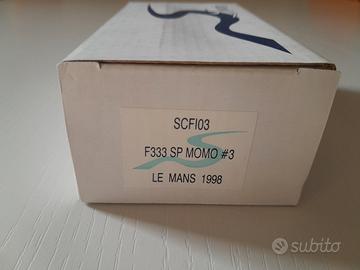 SCFI03
F333 SP MOMO #3
LE MANS 1998
subito